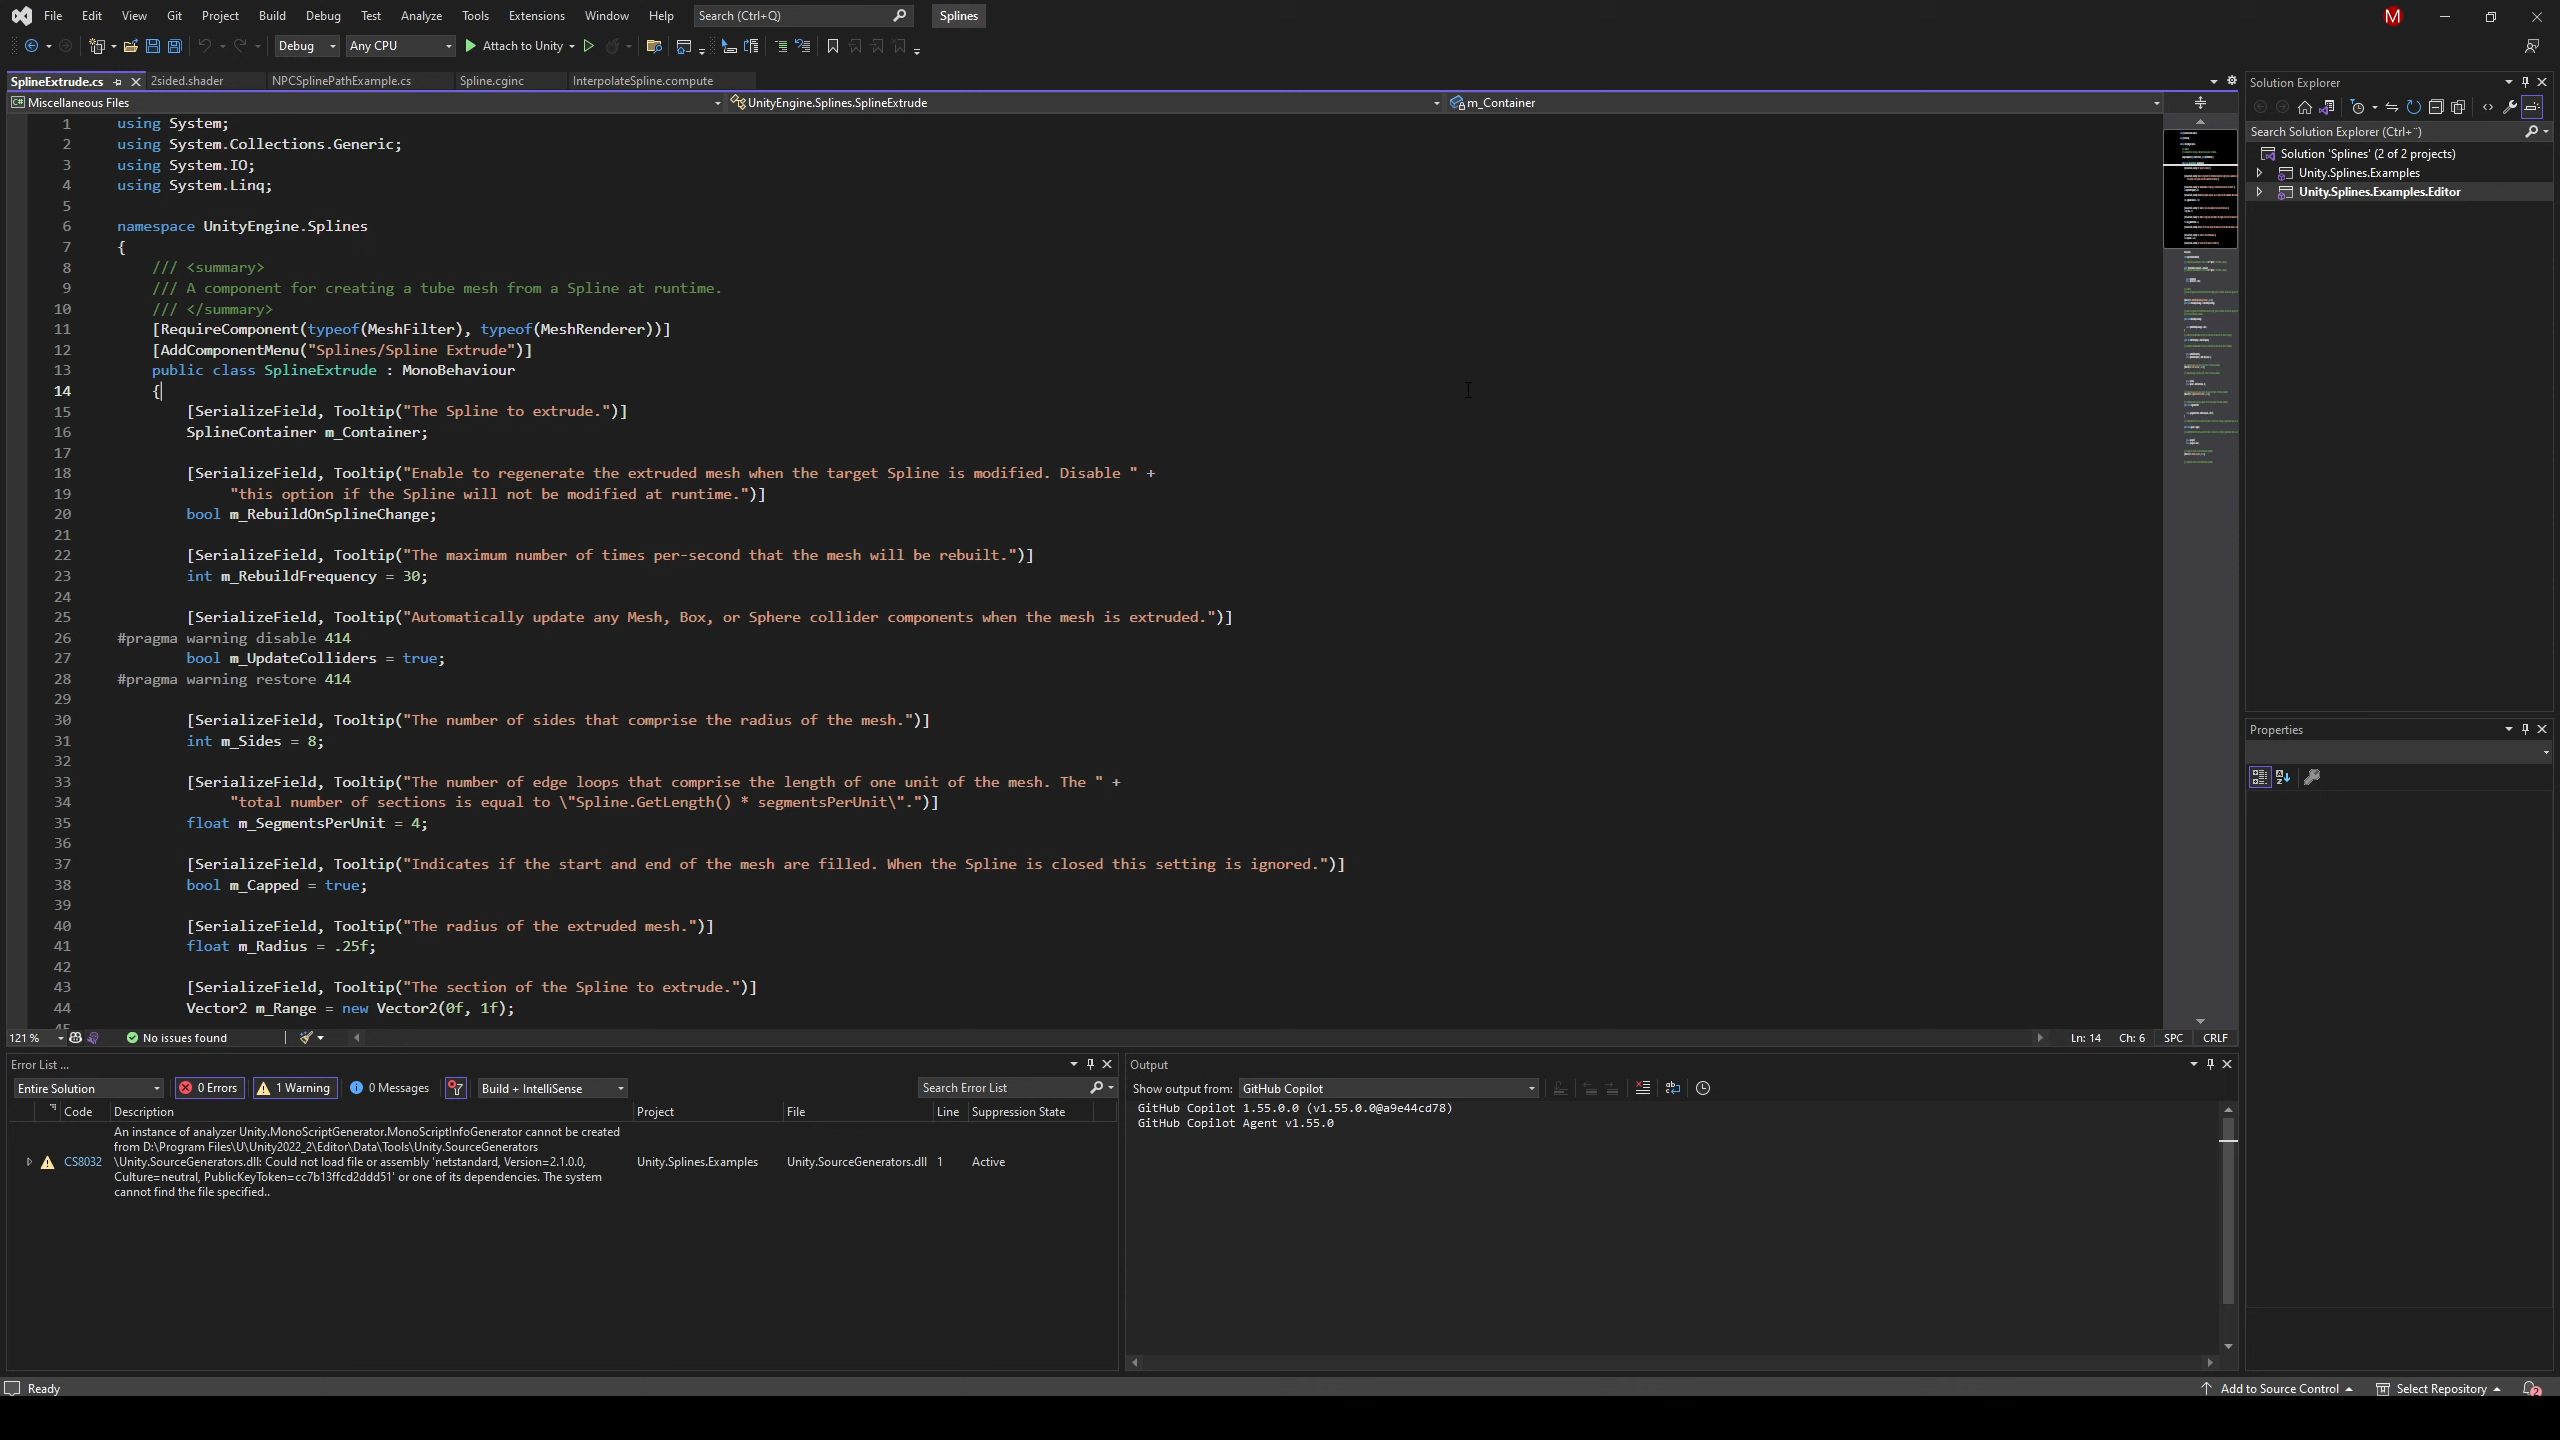 File Edit View Git Project Build Debug Test Analyze Tools Extensions Window Help Search (Ctrl+Q) Splines M
Debug Any CPU Attach to Unity
SplineExtrude.cs 2sided.shader NPCSplinePathExample.cs Spline.cginc InterpolateSpline.compute
Miscellaneous Files UnityEngine.Splines.SplineExtrude m_Container
1 using System;
2 using System.Collections.Generic;
3 using System.IO;
4 using System.Linq;
5
6 namespace UnityEngine.Splines
7 {
8 /// <summary>
9 /// A component for creating a tube mesh from a Spline at runtime.
10 /// </summary>
11 [RequireComponent(typeof(MeshFilter), typeof(MeshRenderer))]
12 [AddComponentMenu("Splines/Spline Extrude")]
13 public class SplineExtrude : MonoBehaviour
14 {
15 [SerializeField, Tooltip("The Spline to extrude.")]
16 SplineContainer m_Container;
17
18 [SerializeField, Tooltip("Enable to regenerate the extruded mesh when the target Spline is modified. Disable " +
19 "this option if the Spline will not be modified at runtime.")]
20 bool m_RebuildOnSplineChange;
21
22 [SerializeField, Tooltip("The maximum number of times per-second that the mesh will be rebuilt.")]
23 int m_RebuildFrequency = 30;
24
25 [SerializeField, Tooltip("Automatically update any Mesh, Box, or Sphere collider components when the mesh is extruded.")]
26 #pragma warning disable 414
27 bool m_UpdateColliders = true;
28 #pragma warning restore 414
29
30 [SerializeField, Tooltip("The number of sides that comprise the radius of the mesh.")]
31 int m_Sides = 8;
32
33 [SerializeField, Tooltip("The number of edge loops that comprise the length of one unit of the mesh. The " +
34 "total number of sections is equal to \"Spline.GetLength() * segmentsPerUnit\".")]
35 float m_SegmentsPerUnit = 4;
36
37 [SerializeField, Tooltip("Indicates if the start and end of the mesh are filled. When the Spline is closed this setting is ignored.")]
38 bool m_Capped = true;
39
40 [SerializeField, Tooltip("The radius of the extruded mesh.")]
41 float m_Radius = .25f;
42
43 [SerializeField, Tooltip("The section of the Spline to extrude.")]
44 Vector2 m_Range = new Vector2(0f, 1f);
45
121 % No issues found Ln: 14 Ch: 6 SPC CRLF
Solution Explorer
Search Solution Explorer (Ctrl+¨)
Solution 'Splines' (2 of 2 projects)
Unity.Splines.Examples
Unity.Splines.Examples.Editor
Properties
Error List ...
Entire Solution 0 Errors 1 Warning 0 Messages Build + IntelliSense Search Error List
Code Description Project File Line Suppression State
CS8032 An instance of analyzer Unity.MonoScriptGenerator.MonoScriptInfoGenerator cannot be created
from D:\Program Files\U\Unity2022_2\Editor\Data\Tools\Unity.SourceGenerators
\Unity.SourceGenerators.dll: Could not load file or assembly 'netstandard, Version=2.1.0.0,
Culture=neutral, PublicKeyToken=cc7b13ffcd2ddd51' or one of its dependencies. The system
cannot find the file specified..
Unity.Splines.Examples Unity.SourceGenerators.dll 1 Active
Output
Show output from: GitHub Copilot
GitHub Copilot 1.55.0.0 (v1.55.0.0@a9e44cd78)
GitHub Copilot Agent v1.55.0
Ready Add to Source Control Select Repository 2